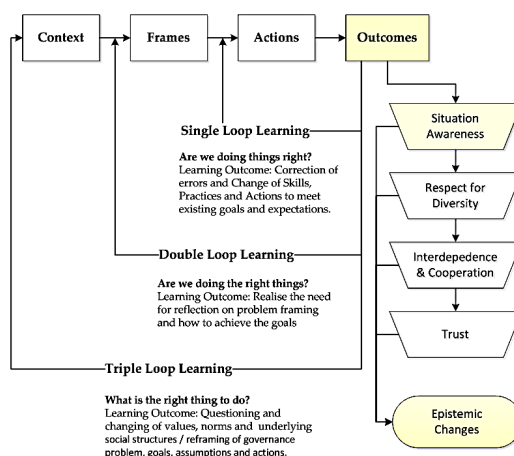 Context
Frames
Actions
Outcomes
Single Loop Learning
Are we doing things right?
Learning Outcome: Correction of
errors and Change of Skills,
Practices and Actions to meet
existing goals and expectations.
Double Loop Learning
Are we doing the right things?
Learning Outcome: Realise the need
for reflection on problem framing
and how to achieve the goals
Triple Loop Learning
What is the right thing to do?
Learning Outcome: Questioning and
changing of values, norms and underlying
social structures / reframing of governance
problem, goals, assumptions and actions.
Situation
Awareness
Respect for
Diversity
Interdepedence
& Cooperation
Trust
Epistemic
Changes